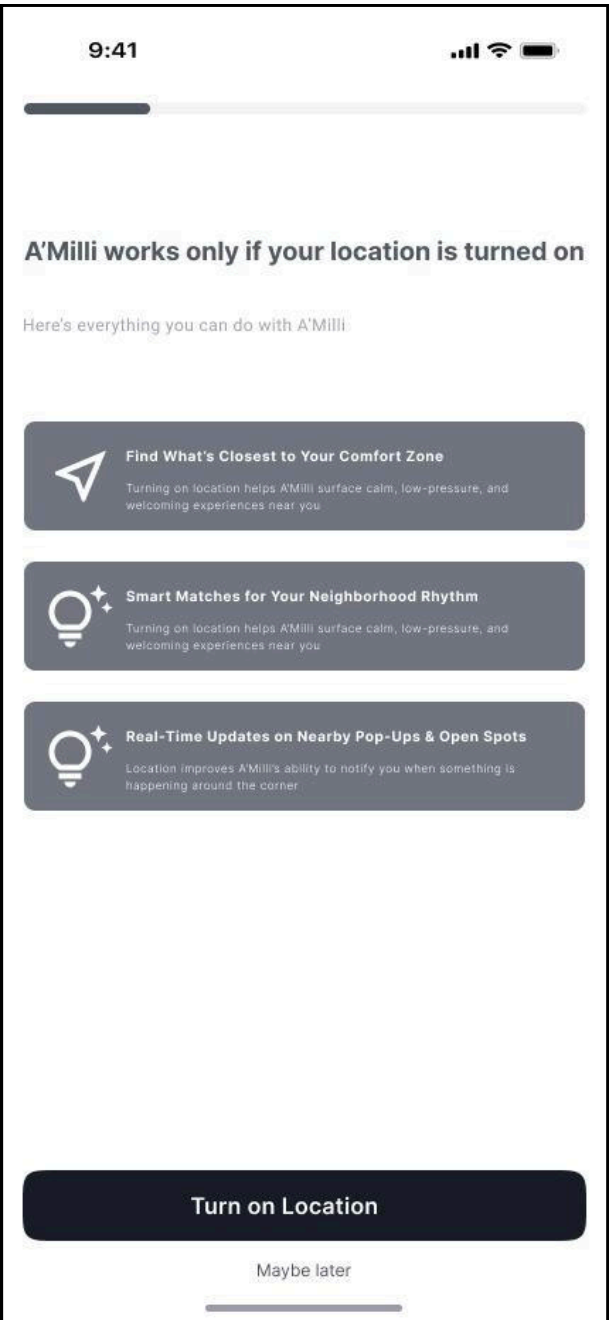 9:41
A’Milli works only if your location is turned on
Here’s everything you can do with A’Milli
Find What’s Closest to Your Comfort Zone
Turning on location helps A’Milli surface calm, low-pressure, and
welcoming experiences near you
Smart Matches for Your Neighborhood Rhythm
Turning on location helps A’Milli surface calm, low-pressure, and
welcoming experiences near you
Real-Time Updates on Nearby Pop-Ups & Open Spots
Location improves A’Milli’s ability to notify you when something is
happening around the corner
Turn on Location
Maybe later